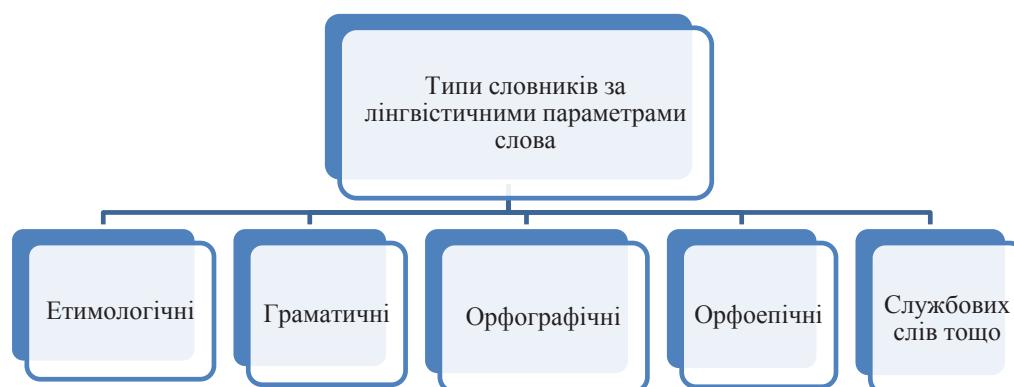 Типи словників за
лінгвістичними параметрами
слова
Етимологічні
Граматичні
Орфографічні
Орфоепічні
Службових
слів тощо